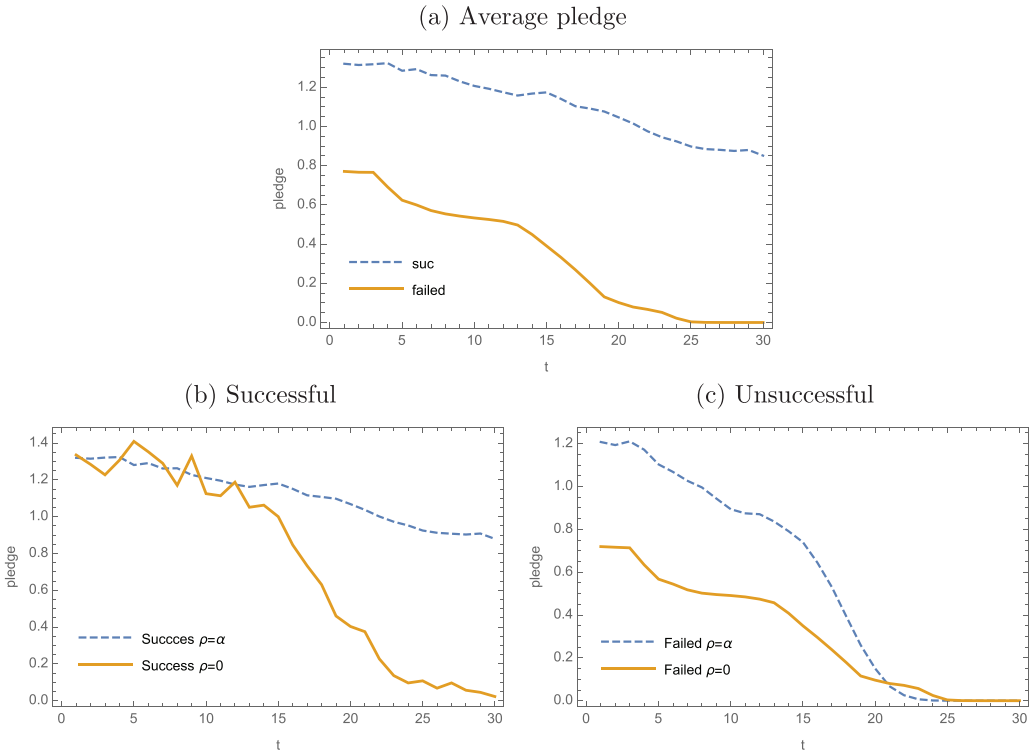 (a) Average pledge
1.2
1.0
0.8
0.6
0.4
0.2
0.0
pledge
suc
failed
0 5 10 15 20 25 30
t
(b) Successful
1.4
1.2
1.0
0.8
0.6
0.4
0.2
0.0
pledge
Succces ρ=α
Success ρ=0
0 5 10 15 20 25 30
t
(c) Unsuccessful
1.2
1.0
0.8
0.6
0.4
0.2
0.0
pledge
Failed ρ=α
Failed ρ=0
0 5 10 15 20 25 30
t